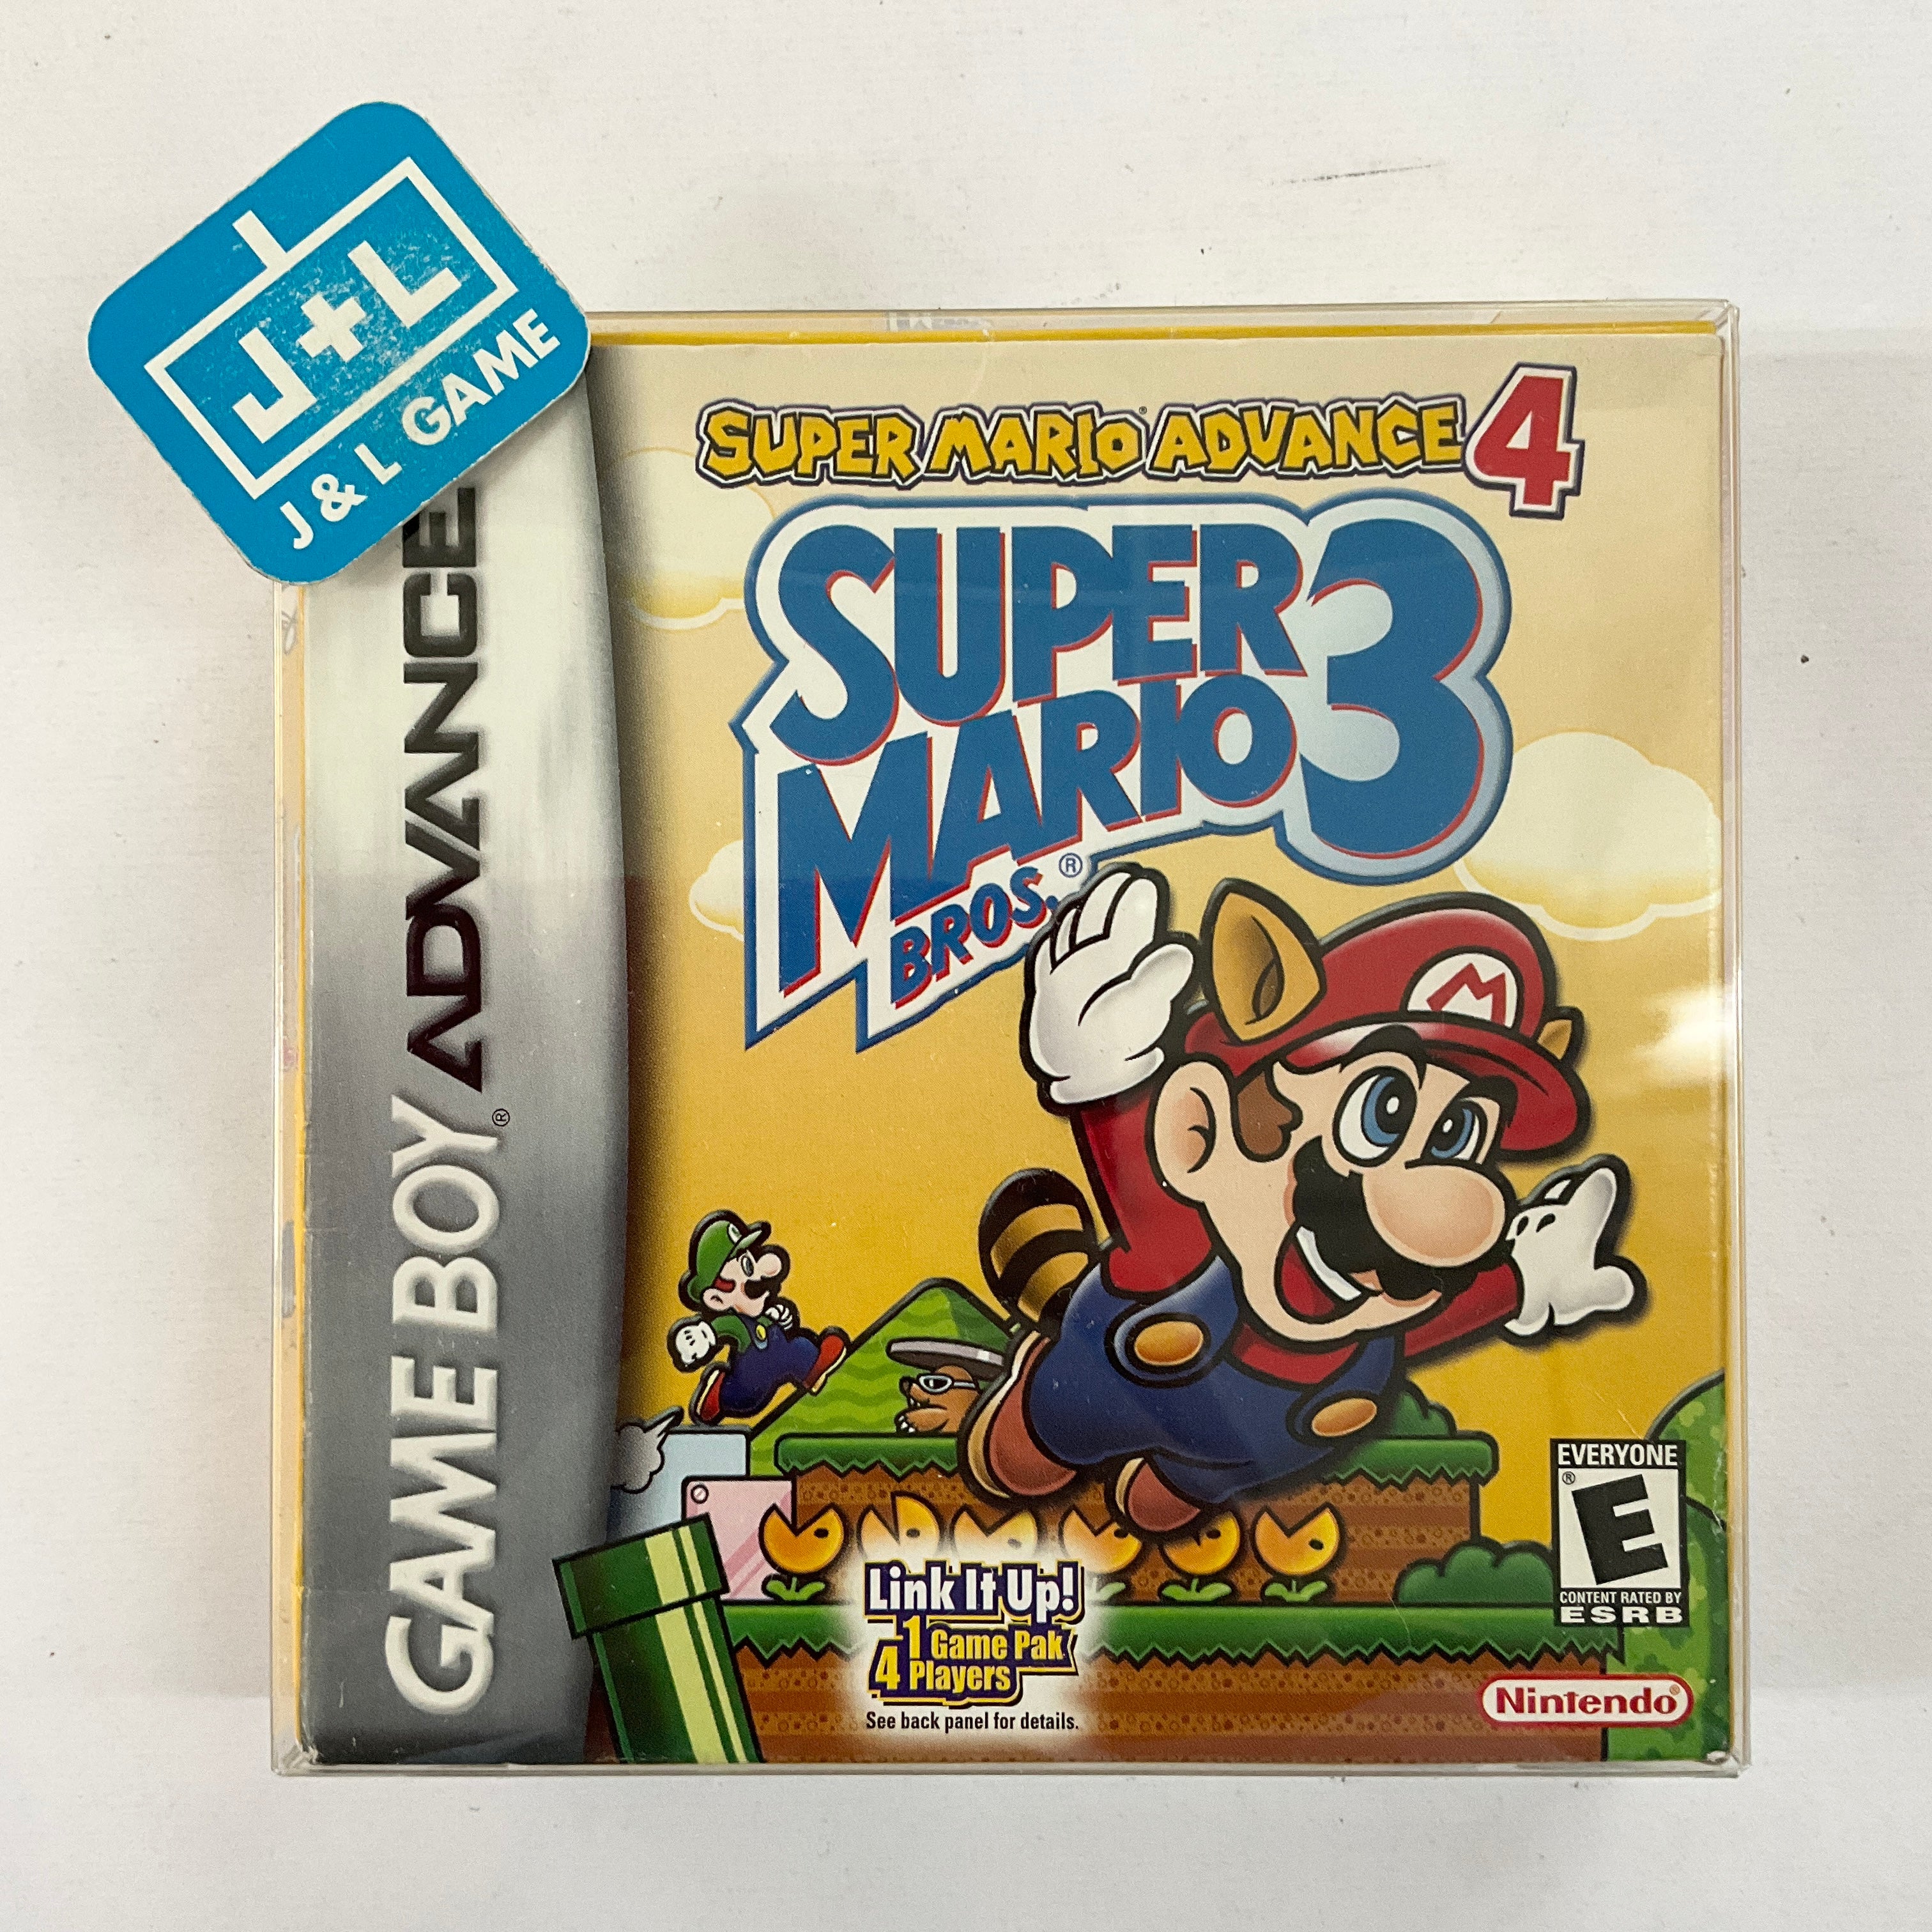 J+L
J & L GAME
GAME BOY ADVANCE
®
SUPER MARIO® ADVANCE 4
SUPER
MARIO 3
BROS.®
M
EVERYONE
®
E
CONTENT RATED BY
ESRB
Link It Up!
1 Game Pak
4 Players
See back panel for details.
Nintendo®